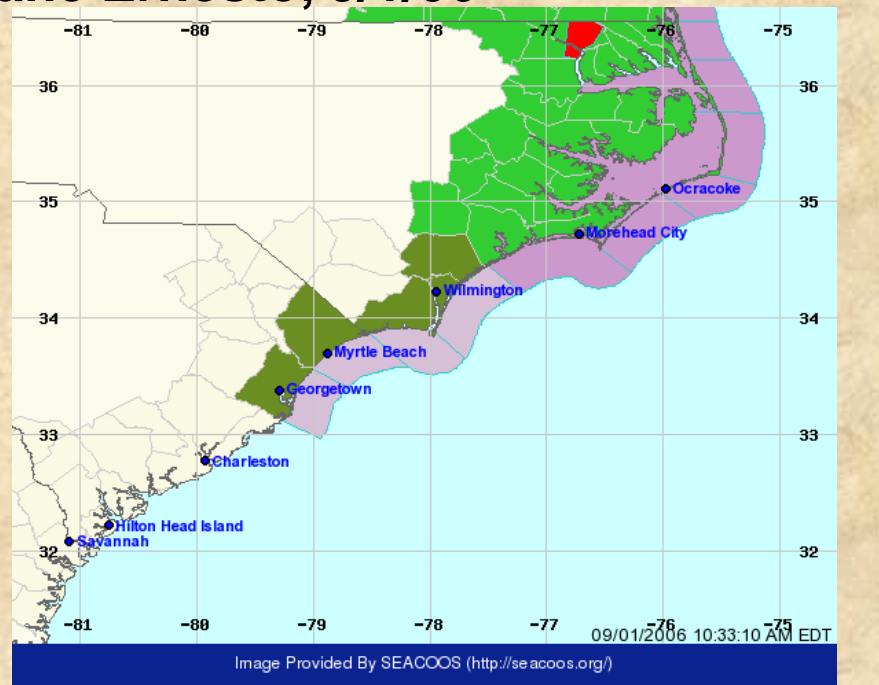 −81 −80 −79 −78 −77 −76 −75
36 36
35 35
Ocracoke
Morehead City
Wilmington
34 34
Myrtle Beach
Georgetown
33 33
Charleston
Hilton Head Island
Savannah
32 32
−81 −80 −79 −78 −77 −76 −75
09/01/2006 10:33:10 AM EDT
Image Provided By SEACOOS (http://seacoos.org/)